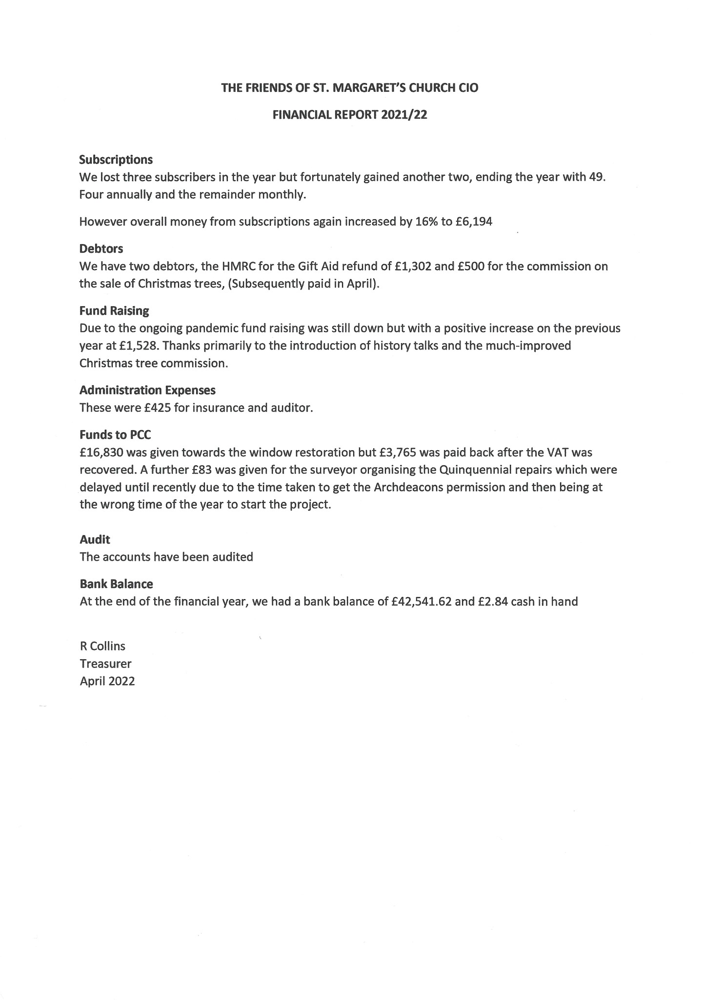 THE FRIENDS OF ST. MARGARET'S CHURCH CIO
FINANCIAL REPORT 2021/22
Subscriptions
We lost three subscribers in the year but fortunately gained another two, ending the year with 49.
Four annually and the remainder monthly.
However overall money from subscriptions again increased by 16% to £6,194
Debtors
We have two debtors, the HMRC for the Gift Aid refund of £1,302 and £500 for the commission on
the sale of Christmas trees, (Subsequently paid in April).
Fund Raising
Due to the ongoing pandemic fund raising was still down but with a positive increase on the previous
year at £1,528. Thanks primarily to the introduction of history talks and the much-improved
Christmas tree commission.
Administration Expenses
These were £425 for insurance and auditor.
Funds to PCC
£16,830 was given towards the window restoration but £3,765 was paid back after the VAT was
recovered. A further £83 was given for the surveyor organising the Quinquennial repairs which were
delayed until recently due to the time taken to get the Archdeacons permission and then being at
the wrong time of the year to start the project.
Audit
The accounts have been audited
Bank Balance
At the end of the financial year, we had a bank balance of £42,541.62 and £2.84 cash in hand
R Collins
Treasurer
April 2022